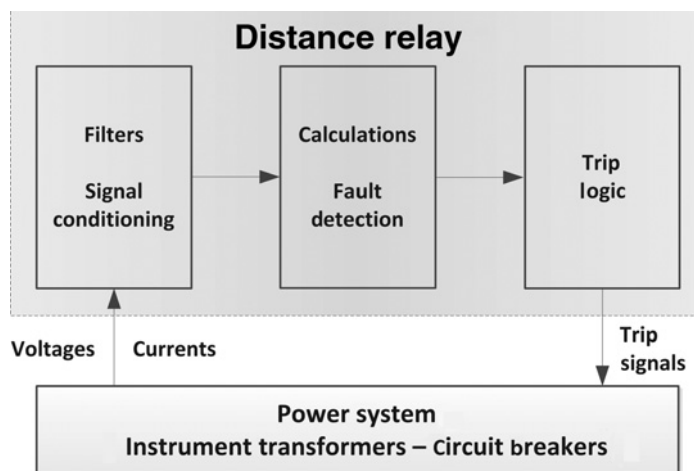 Distance relay
Filters
Signal
conditioning
Calculations
Fault
detection
Trip
logic
Voltages
Currents
Trip
signals
Power system
Instrument transformers – Circuit breakers